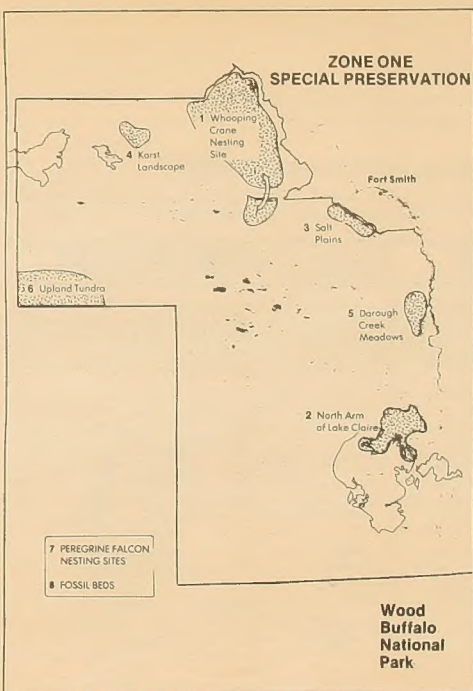 ZONE ONE
SPECIAL PRESERVATION
1 Whooping
Crane
Nesting
Site
4 Karst
Landscape
Fort Smith
3 Salt
Plains
6 Upland Tundra
5 Darough
Creek
Meadows
2 North Arm
of Lake Claire
7 PEREGRINE FALCON
NESTING SITES
8 FOSSIL BEDS
Wood
Buffalo
National
Park